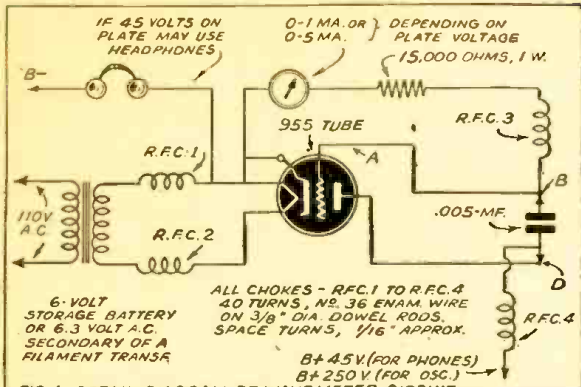 IF 45 VOLTS ON
PLATE MAY USE
HEADPHONES
0-1 MA. OR
0-5 MA.
} DEPENDING ON
PLATE VOLTAGE
15,000 OHMS, 1 W.
B-
955 TUBE
R.F.C.3
A
R.F.C.1
B
110V
A.C.
.005-MF.
R.F.C.2
D
6-VOLT
STORAGE BATTERY
OR 6.3 VOLT A.C.
SECONDARY OF A
FILAMENT TRANSF.
ALL CHOKES - RFC.1 TO R.F.C.4
40 TURNS, NO. 36 ENAM. WIRE
ON 3/8" DIA. DOWEL RODS.
SPACE TURNS, 1/16" APPROX.
R.F.C.4
B+ 45V. (FOR PHONES)
B+ 250 V. (FOR OSC.)